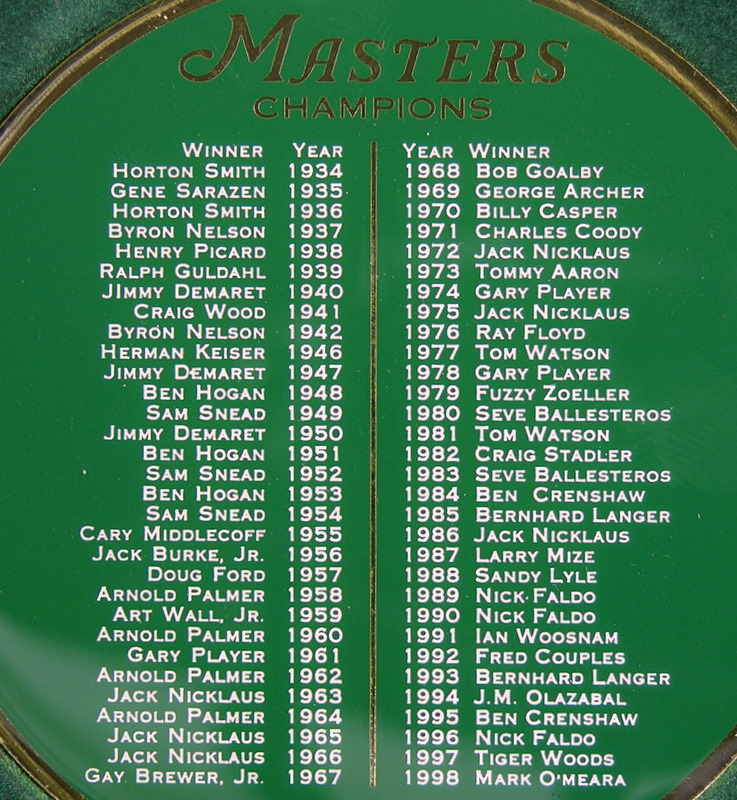 Masters
Champions
Winner Year
Horton Smith 1934
Gene Sarazen 1935
Horton Smith 1936
Byron Nelson 1937
Henry Picard 1938
Ralph Guldahl 1939
JImmy Demaret 1940
Craig Wood 1941
Byron Nelson 1942
Herman Keiser 1946
Jimmy Demaret 1947
Ben Hogan 1948
Sam Snead 1949
Jimmy Demaret 1950
Ben Hogan 1951
Sam Snead 1952
Ben Hogan 1953
Sam Snead 1954
Cary Middlecoff 1955
Jack Burke, Jr. 1956
Doug Ford 1957
Arnold Palmer 1958
Art Wall, Jr. 1959
Arnold Palmer 1960
Gary Player 1961
Arnold Palmer 1962
Jack Nicklaus 1963
Arnold Palmer 1964
Jack Nicklaus 1965
Jack Nicklaus 1966
Gay Brewer, Jr. 1967
Year Winner
1968 Bob Goalby
1969 George Archer
1970 Billy Casper
1971 Charles Coody
1972 Jack Nicklaus
1973 Tommy Aaron
1974 Gary Player
1975 Jack Nicklaus
1976 Ray Floyd
1977 Tom Watson
1978 Gary Player
1979 Fuzzy Zoeller
1980 Seve Ballesteros
1981 Tom Watson
1982 Craig Stadler
1983 Seve Ballesteros
1984 Ben Crenshaw
1985 Bernhard Langer
1986 Jack Nicklaus
1987 Larry Mize
1988 Sandy Lyle
1989 Nick Faldo
1990 Nick Faldo
1991 Ian Woosnam
1992 Fred Couples
1993 Bernhard Langer
1994 J.M. Olazabal
1995 Ben Crenshaw
1996 Nick Faldo
1997 Tiger Woods
1998 Mark O'Meara